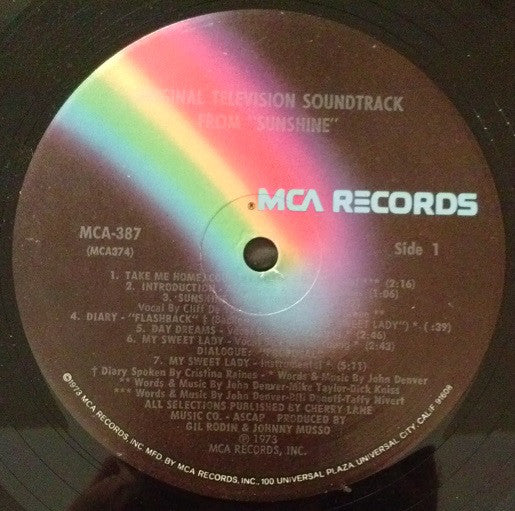 ORIGINAL TELEVISION SOUNDTRACK
FROM "SUNSHINE"
® MCA RECORDS
MCA-387
(MCA374)
Side 1
1. TAKE ME HOME, (2:16)
2. INTRODUCTION (1:06)
3.
Vocal By Cliff
4. DIARY - "FLASHBACK" LADY") * (:39)
5. DAY DREAMS -
6. MY SWEET LADY - (2:43)
DIALOGUE:
7. MY SWEET LADY - * (5:11)
† Diary Spoken By Cristina Raines - * Words & Music By John Denver
** Words & Music By John Denver-Mike Taylor-Dick Kniss
*** Words & Music By John Denver-Bill Danoff-Taffy Nivert
ALL SELECTIONS PUBLISHED BY CHERRY LANE
MUSIC CO. - ASCAP PRODUCED BY
GIL RODIN & JOHNNY MUSSO
℗ 1973
MCA RECORDS, INC.
©1973 MCA RECORDS, INC. MFD. BY MCA RECORDS, INC., 100 UNIVERSAL PLAZA, UNIVERSAL CITY, CALIF. 91608